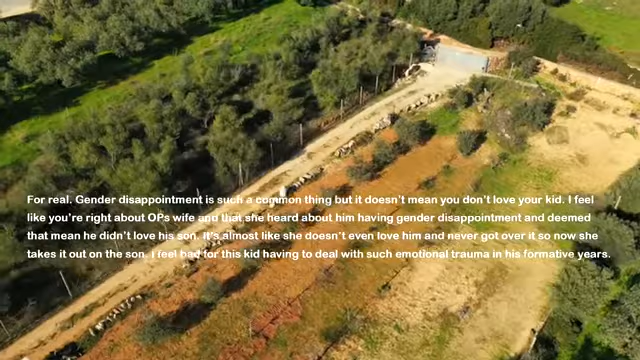 For real. Gender disappointment is such a common thing but it doesn't mean you don't love your kid. I feel
like you're right about OPs wife and that she heard about him having gender disappointment and deemed
that mean he didn't love his son. It's almost like she doesn't even love him and never got over it so now she
takes it out on the son. I feel bad for this kid having to deal with such emotional trauma in his formative years.